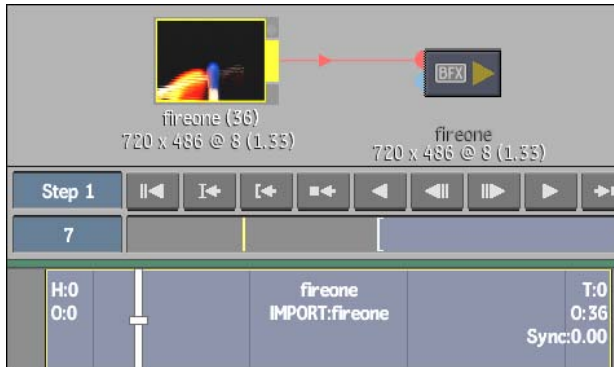 fireone (36)
720 x 486 @ 8 (1.33)
BFX
fireone
720 x 486 @ 8 (1.33)
Step 1
7
H:0 fireone T:0
0:0 IMPORT:fireone 0:36
Sync:0.00